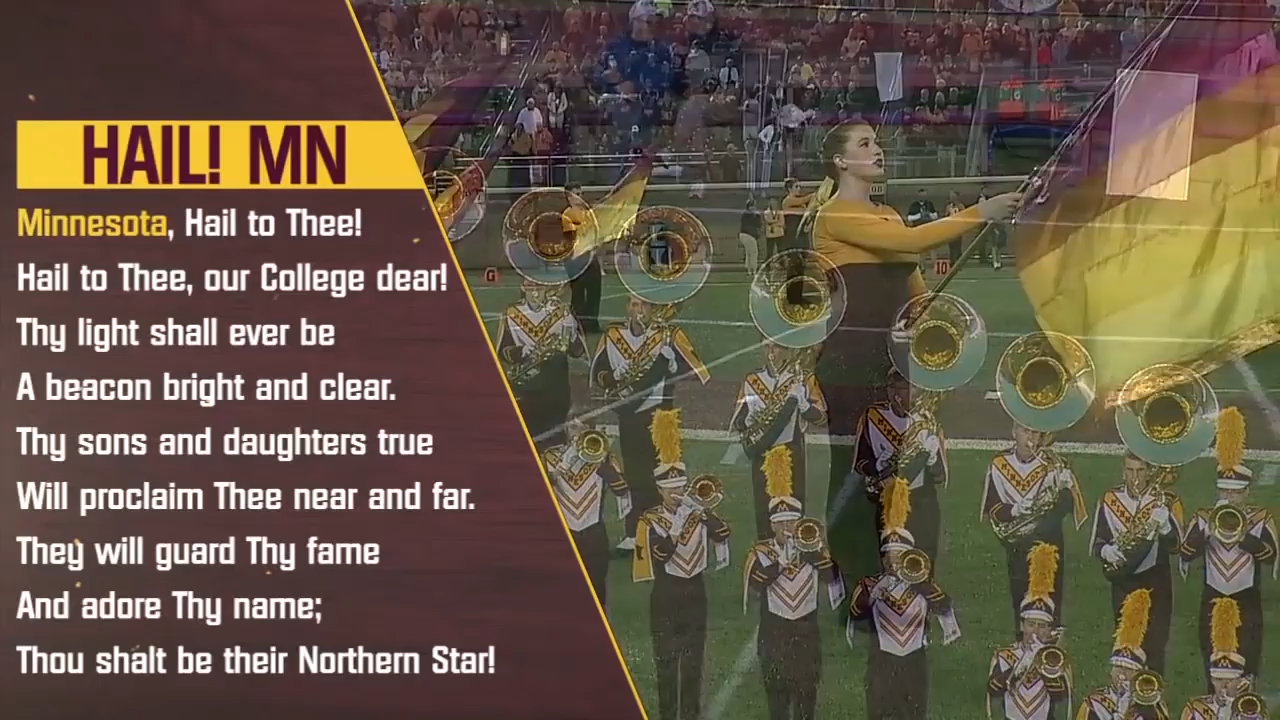 HAIL! MN
Minnesota, Hail to Thee!
Hail to Thee, our College dear!
Thy light shall ever be
A beacon bright and clear.
Thy sons and daughters true
Will proclaim Thee near and far.
They will guard Thy fame
And adore Thy name;
Thou shalt be their Northern Star!
G
10